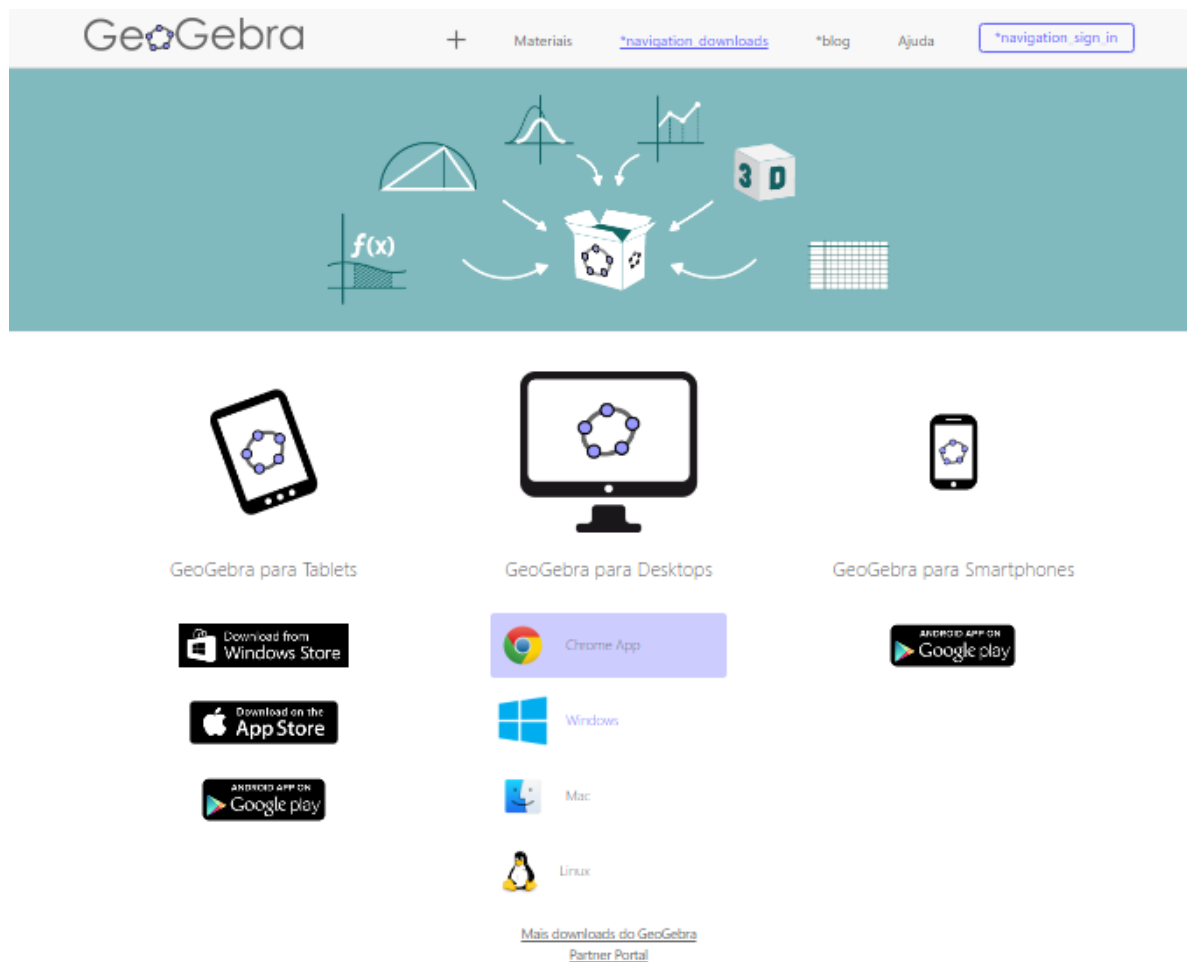 GeoGebra
+ Materiais *navigation_downloads *blog Ajuda *navigation_sign_in
f(x)
3 D
GeoGebra para Tablets
Download from
Windows Store
Download on the
App Store
ANDROID APP ON
Google play
GeoGebra para Desktops
Chrome App
Windows
Mac
Linux
Mais downloads do GeoGebra
Partner Portal
GeoGebra para Smartphones
ANDROID APP ON
Google play